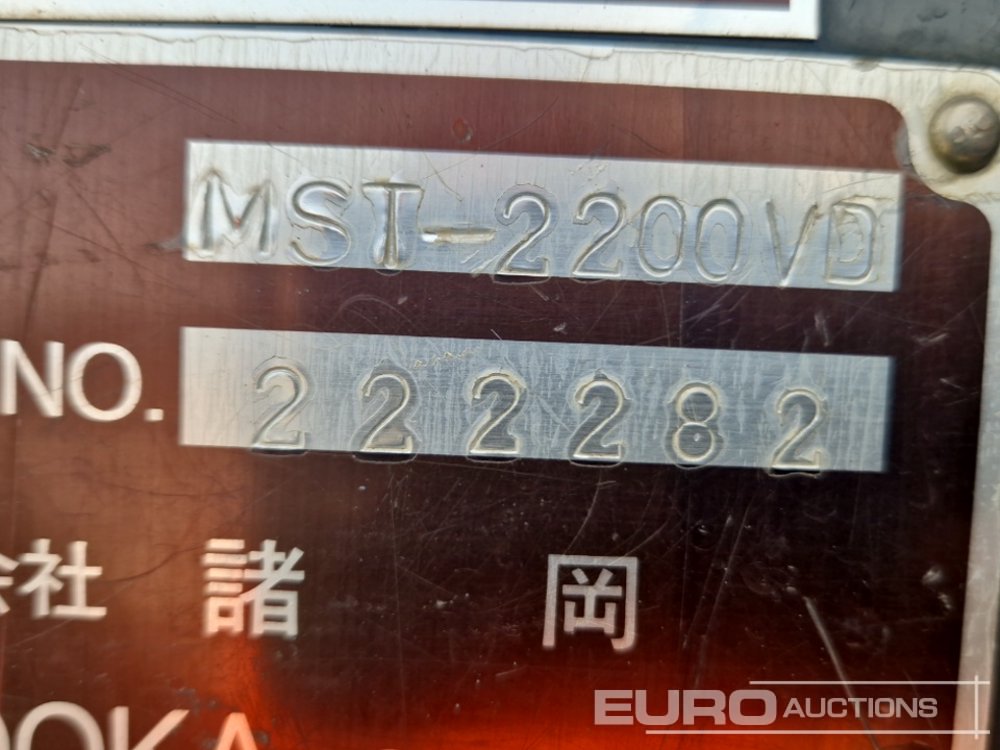 MST-2200VD
NO.
222282
会社 諸岡
OOKA
EURO AUCTIONS